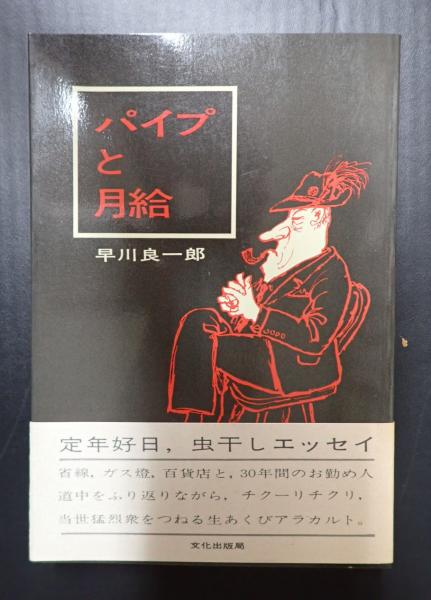 パイプ
と
月給
早川良一郎
定年好日，虫干しエッセイ
省線，ガス燈，百貨店と，30年間のお勤め人
道中をふり返りながら，チクーリチクリ，
当世猛烈衆をつねる生あくびアラカルト。
文化出版局